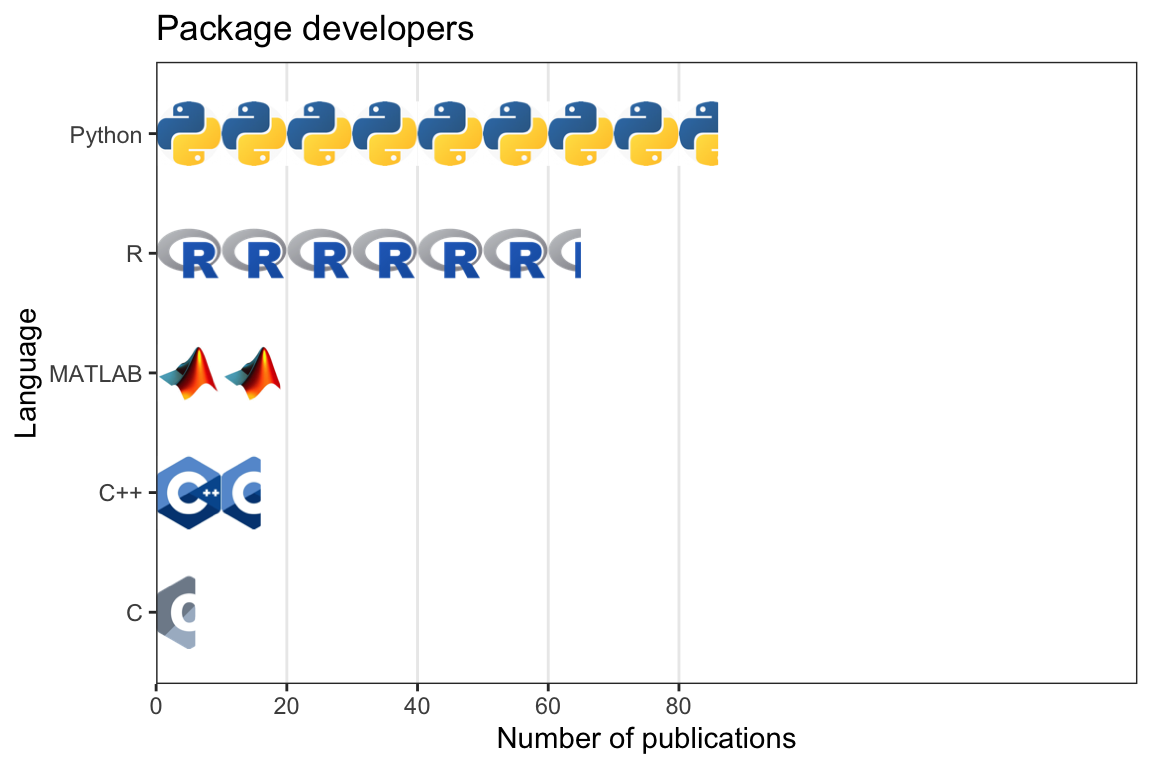 Package developers
Language
Python
R
R R R R R R
MATLAB
C++
C++ C
C
C
0 20 40 60 80
Number of publications